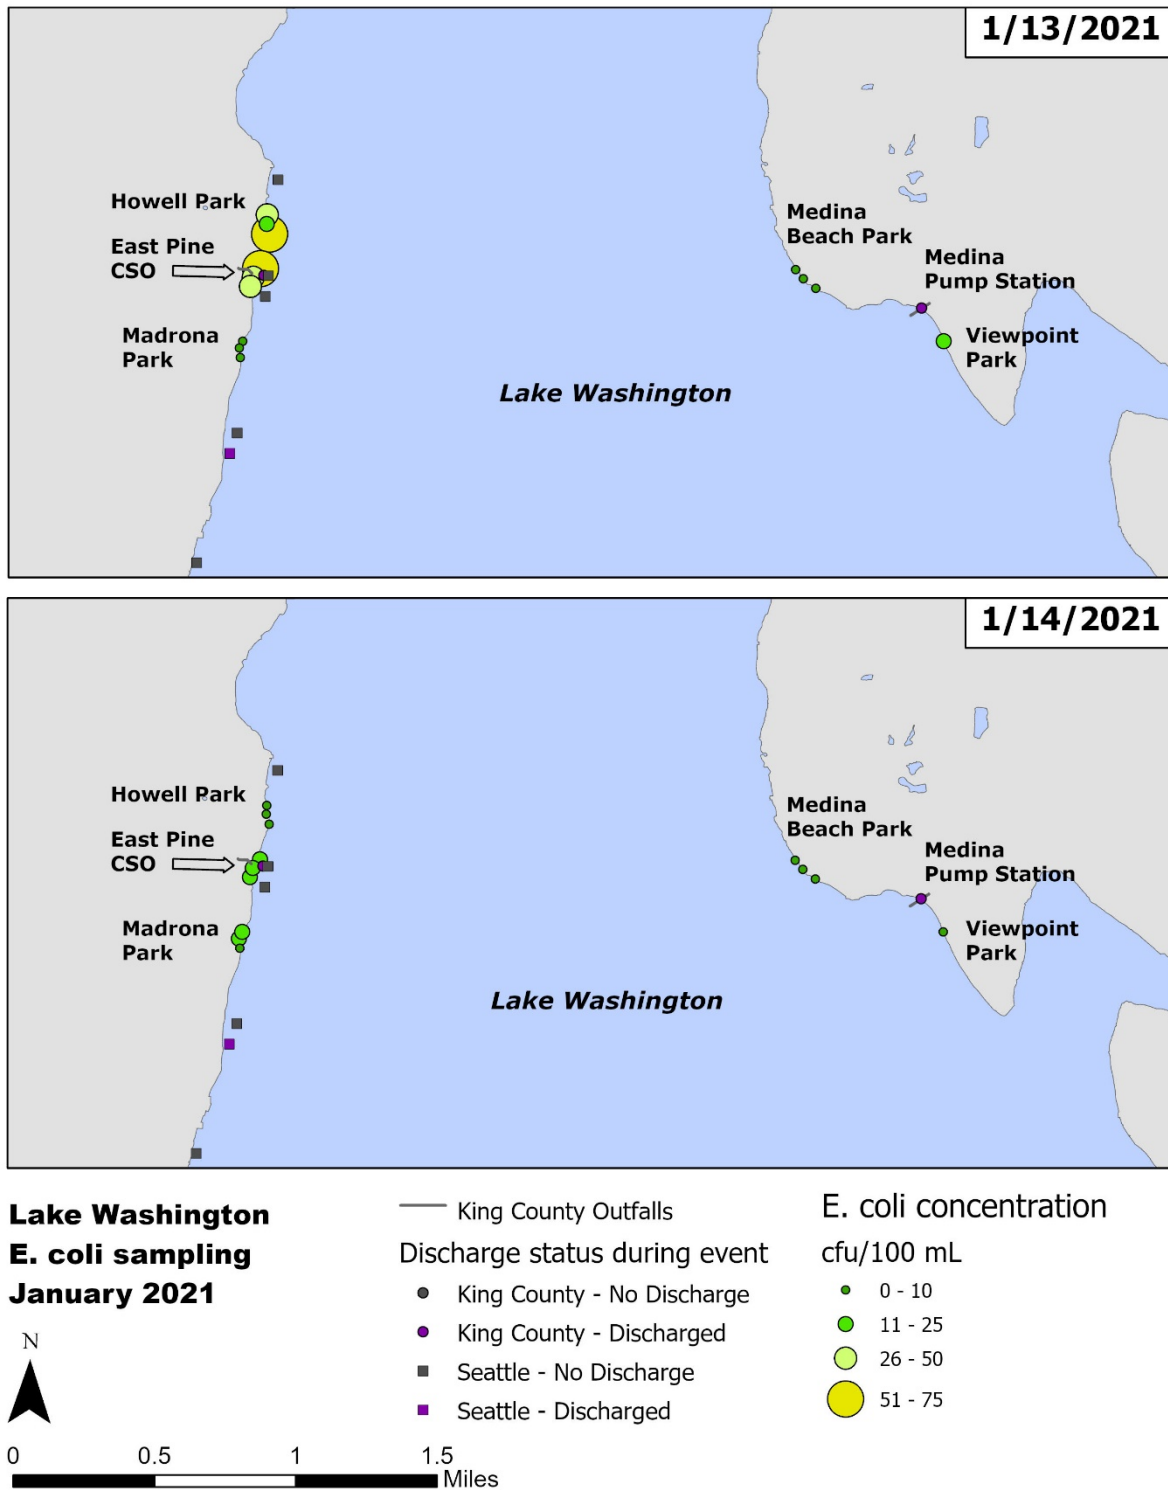 1/13/2021
Howell Park
East Pine
CSO
Madrona
Park
Medina
Beach Park
Medina
Pump Station
Viewpoint
Park
Lake Washington
1/14/2021
Howell Park
East Pine
CSO
Madrona
Park
Medina
Beach Park
Medina
Pump Station
Viewpoint
Park
Lake Washington
Lake Washington
E. coli sampling
January 2021
N
0 0.5 1 1.5
Miles
King County Outfalls
Discharge status during event
King County - No Discharge
King County - Discharged
Seattle - No Discharge
Seattle - Discharged
E. coli concentration
cfu/100 mL
0 - 10
11 - 25
26 - 50
51 - 75